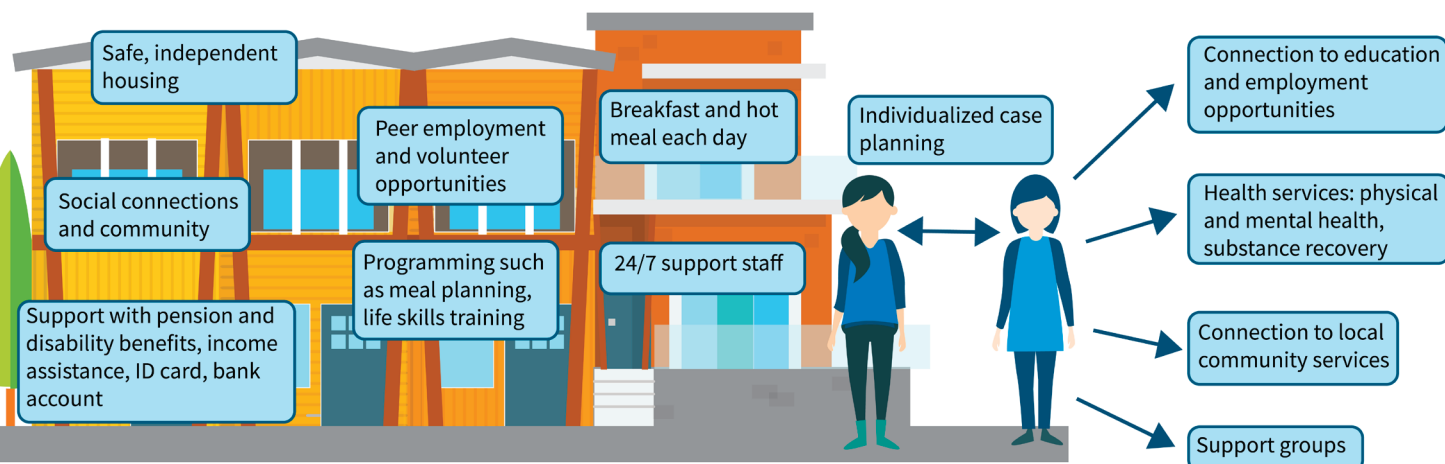 Safe, independent
housing
Social connections
and community
Support with pension and
disability benefits, income
assistance, ID card, bank
account
Peer employment
and volunteer
opportunities
Programming such
as meal planning,
life skills training
Breakfast and hot
meal each day
24/7 support staff
Individualized case
planning
Connection to education
and employment
opportunities
Health services: physical
and mental health,
substance recovery
Connection to local
community services
Support groups